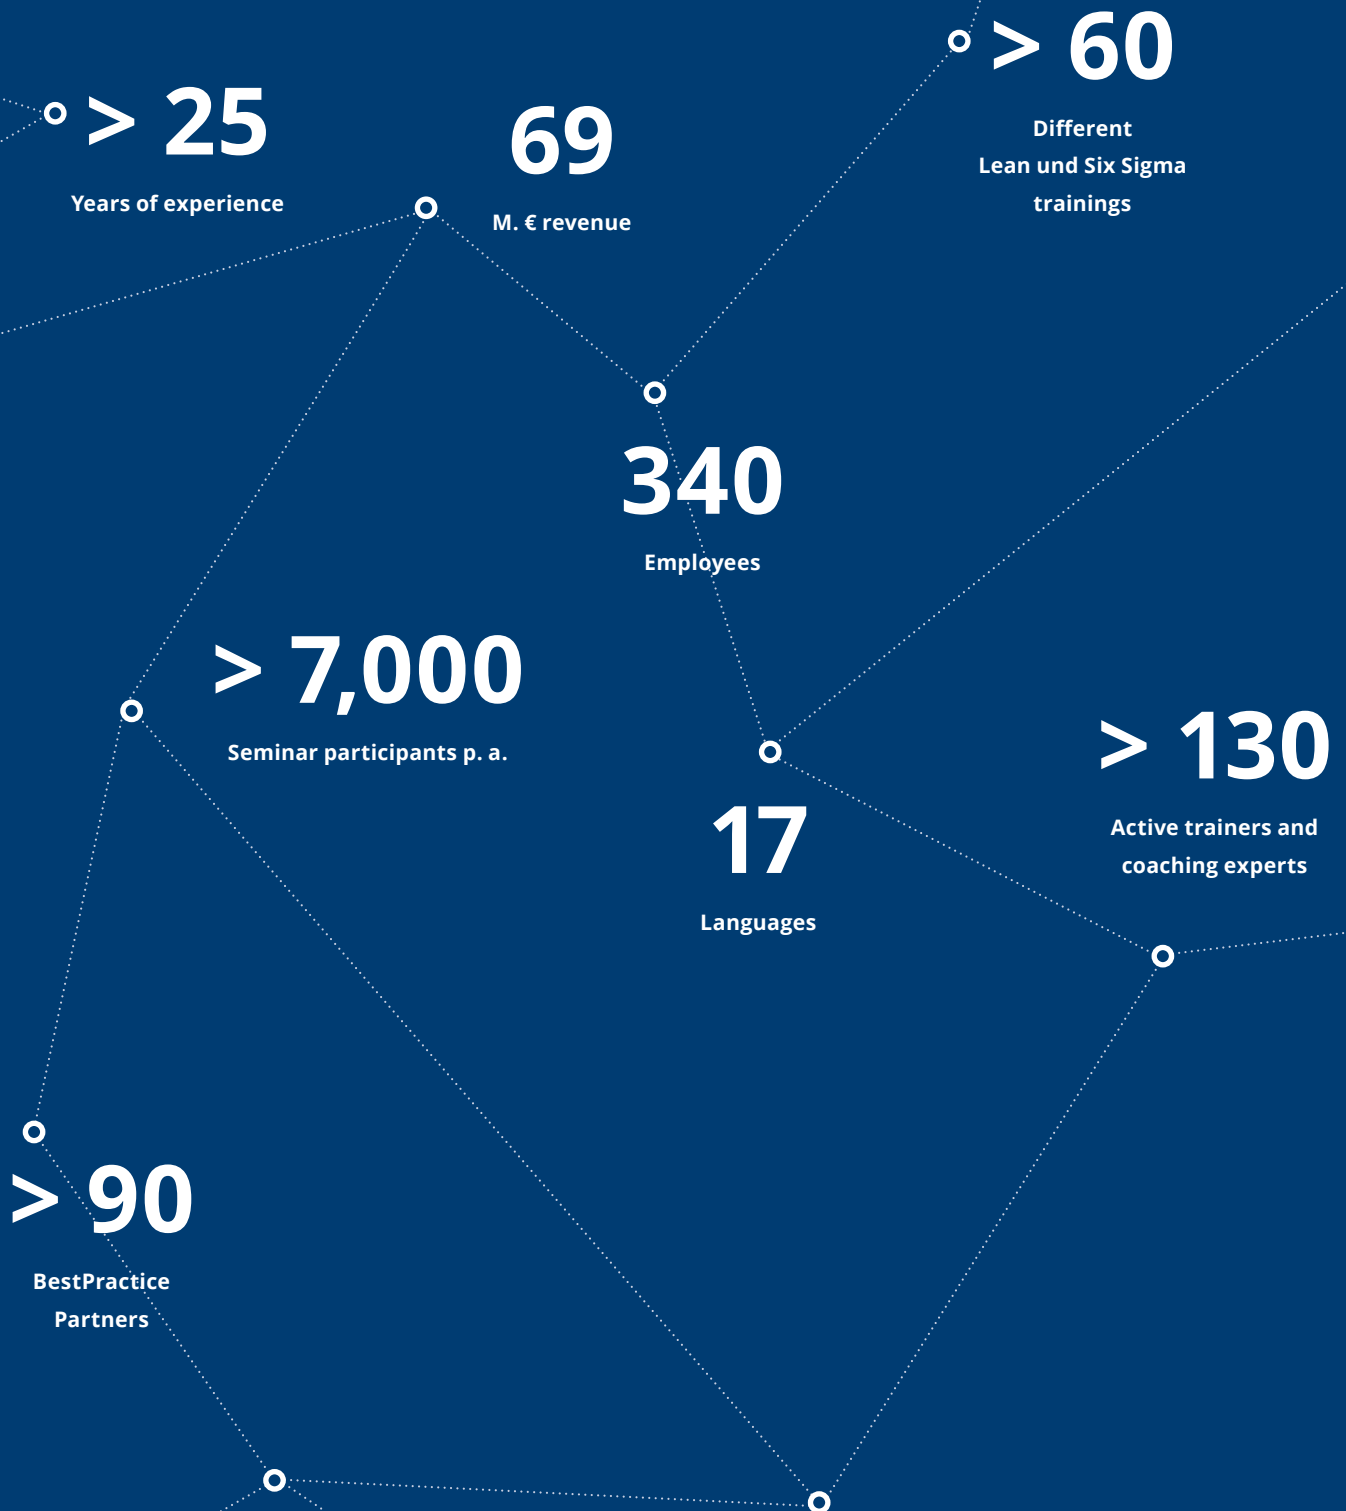 > 25
Years of experience
69
M. € revenue
> 60
Different
Lean und Six Sigma
trainings
340
Employees
> 7,000
Seminar participants p. a.
17
Languages
> 130
Active trainers and
coaching experts
> 90
BestPractice
Partners